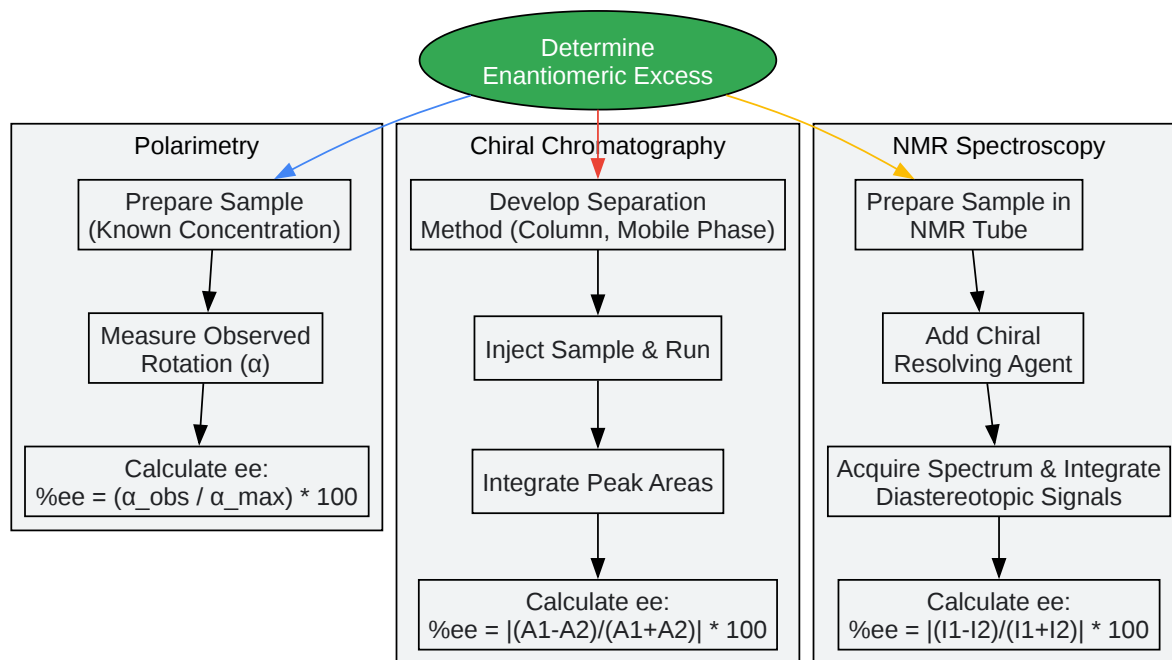 Determine
Enantiomeric Excess
Polarimetry
Prepare Sample
(Known Concentration)
Measure Observed
Rotation (α)
Calculate ee:
%ee = (α_obs / α_max) * 100
Chiral Chromatography
Develop Separation
Method (Column, Mobile Phase)
Inject Sample & Run
Integrate Peak Areas
Calculate ee:
%ee = |(A1-A2)/(A1+A2)| * 100
NMR Spectroscopy
Prepare Sample in
NMR Tube
Add Chiral
Resolving Agent
Acquire Spectrum & Integrate
Diastereotopic Signals
Calculate ee:
%ee = |(I1-I2)/(I1+I2)| * 100